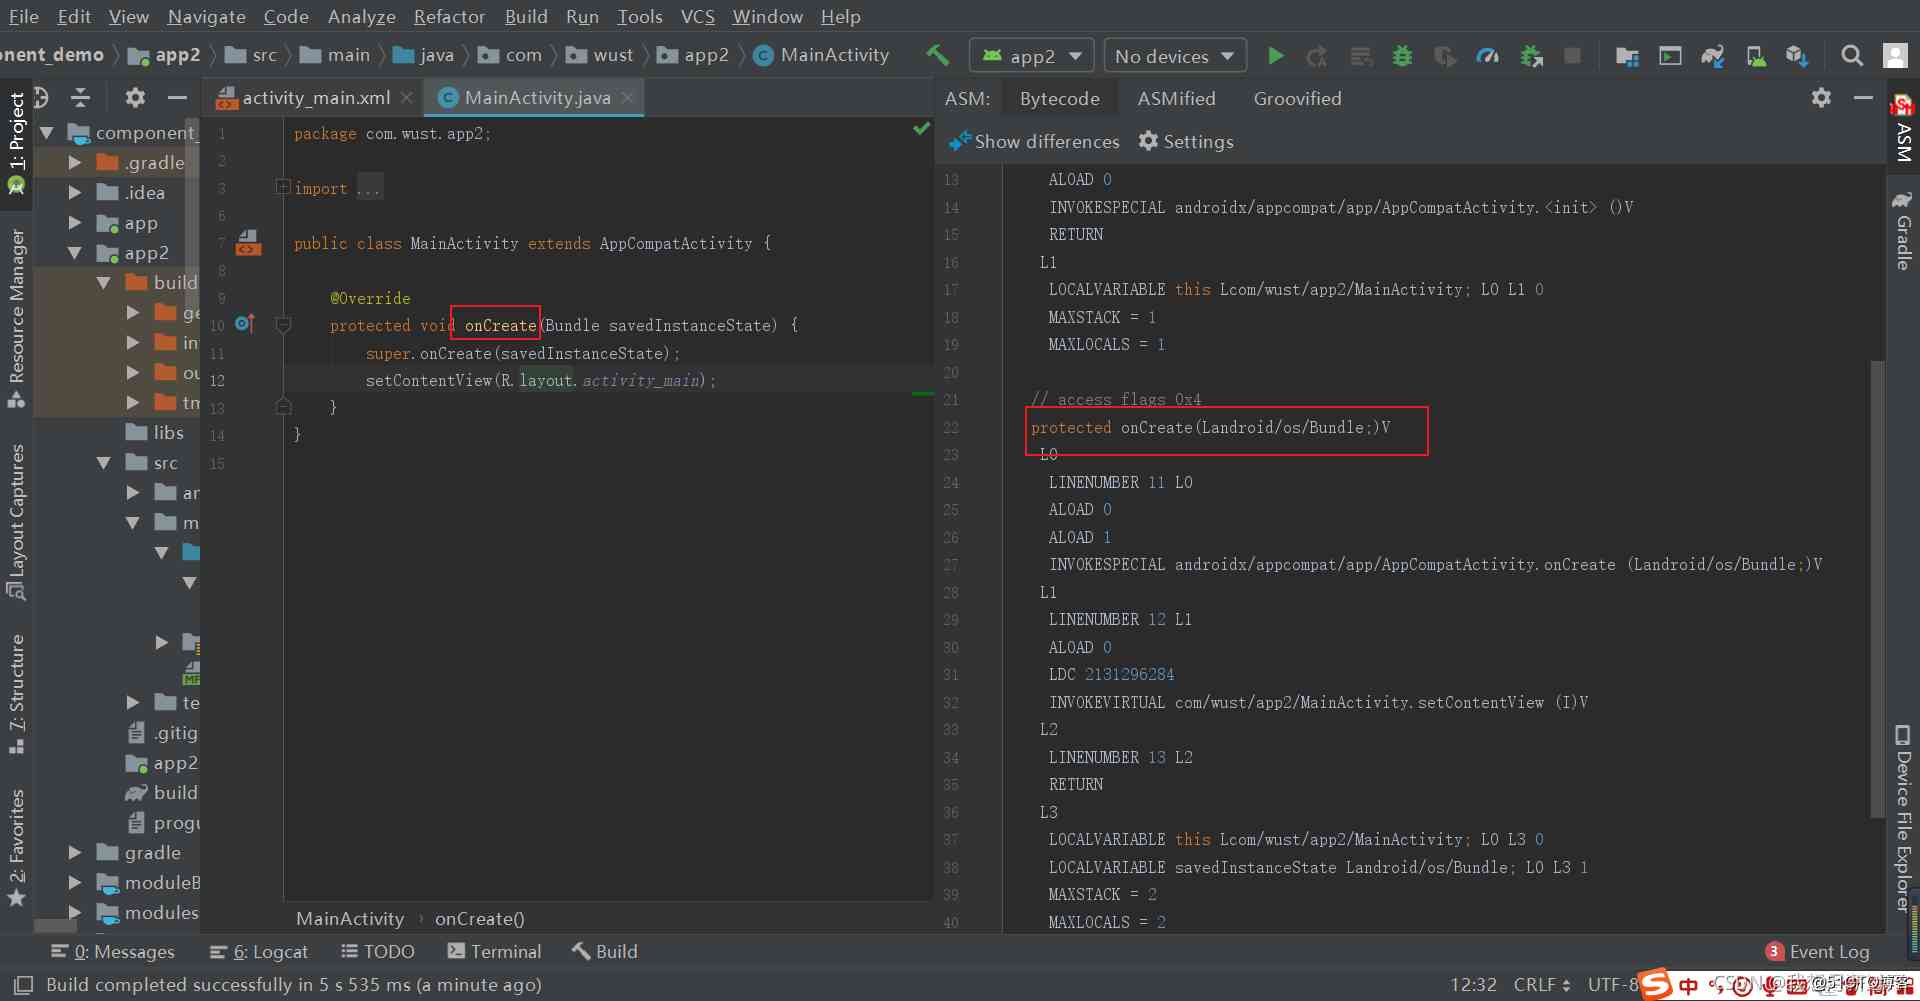 File Edit View Navigate Code Analyze Refactor Build Run Tools VCS Window Help
nent_demo app2 src main java com wust app2 MainActivity app2 No devices
1: Project
Resource Manager
Layout Captures
7: Structure
2: Favorites
component_
.gradle
.idea
app
app2
build
ge
in
ou
tm
libs
src
an
m
te
.gitig
app2
build
progu
gradle
moduleB
modules
activity_main.xml MainActivity.java
1 package com.wust.app2;
2
3 import ...
6
7 public class MainActivity extends AppCompatActivity {
8
9 @Override
10 protected void onCreate(Bundle savedInstanceState) {
11 super.onCreate(savedInstanceState);
12 setContentView(R.layout.activity_main);
13 }
14 }
15
MainActivity › onCreate()
ASM: Bytecode ASMified Groovified
Show differences Settings
13 ALOAD 0
14 INVOKESPECIAL androidx/appcompat/app/AppCompatActivity.<init> ()V
15 RETURN
16 L1
17 LOCALVARIABLE this Lcom/wust/app2/MainActivity; L0 L1 0
18 MAXSTACK = 1
19 MAXLOCALS = 1
20
21 // access flags 0x4
22 protected onCreate(Landroid/os/Bundle;)V
23 L0
24 LINENUMBER 11 L0
25 ALOAD 0
26 ALOAD 1
27 INVOKESPECIAL androidx/appcompat/app/AppCompatActivity.onCreate (Landroid/os/Bundle;)V
28 L1
29 LINENUMBER 12 L1
30 ALOAD 0
31 LDC 2131296284
32 INVOKEVIRTUAL com/wust/app2/MainActivity.setContentView (I)V
33 L2
34 LINENUMBER 13 L2
35 RETURN
36 L3
37 LOCALVARIABLE this Lcom/wust/app2/MainActivity; L0 L3 0
38 LOCALVARIABLE savedInstanceState Landroid/os/Bundle; L0 L3 1
39 MAXSTACK = 2
40 MAXLOCALS = 2
ASM
Gradle
Device File Explorer
0: Messages 6: Logcat TODO Terminal Build 3 Event Log
Build completed successfully in 5 s 535 ms (a minute ago) 12:32 CRLF UTF-8 中